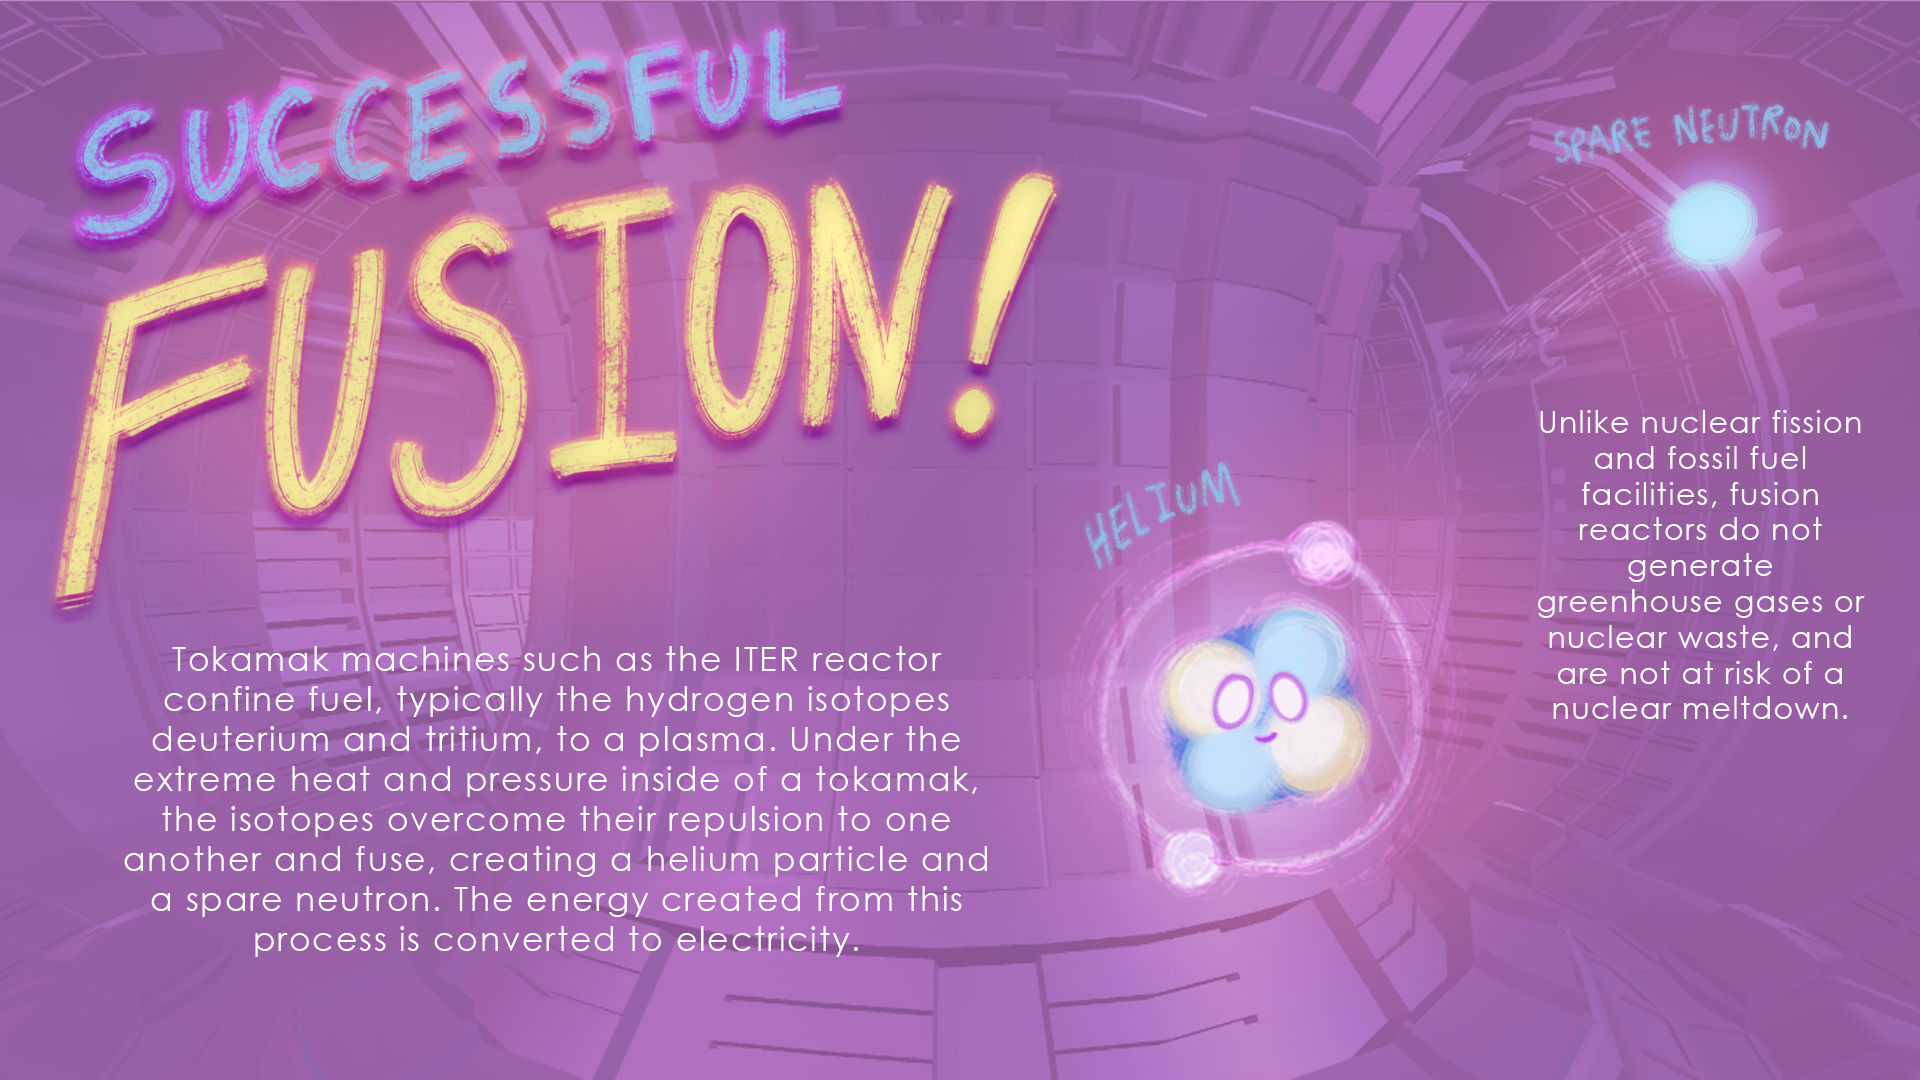 SUCCESSFUL
FUSION!
SPARE NEUTRON
HELIUM
Unlike nuclear fission
and fossil fuel
facilities, fusion
reactors do not
generate
greenhouse gases or
nuclear waste, and
are not at risk of a
nuclear meltdown.
Tokamak machines such as the ITER reactor
confine fuel, typically the hydrogen isotopes
deuterium and tritium, to a plasma. Under the
extreme heat and pressure inside of a tokamak,
the isotopes overcome their repulsion to one
another and fuse, creating a helium particle and
a spare neutron. The energy created from this
process is converted to electricity.